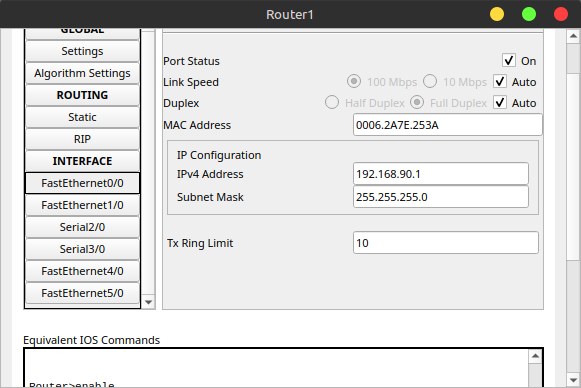 Router1
GLOBAL
Settings
Algorithm Settings
ROUTING
Static
RIP
INTERFACE
FastEthernet0/0
FastEthernet1/0
Serial2/0
Serial3/0
FastEthernet4/0
FastEthernet5/0
Port Status On
Link Speed 100 Mbps 10 Mbps Auto
Duplex Half Duplex Full Duplex Auto
MAC Address 0006.2A7E.253A
IP Configuration
IPv4 Address 192.168.90.1
Subnet Mask 255.255.255.0
Tx Ring Limit 10
Equivalent IOS Commands
Router>enable